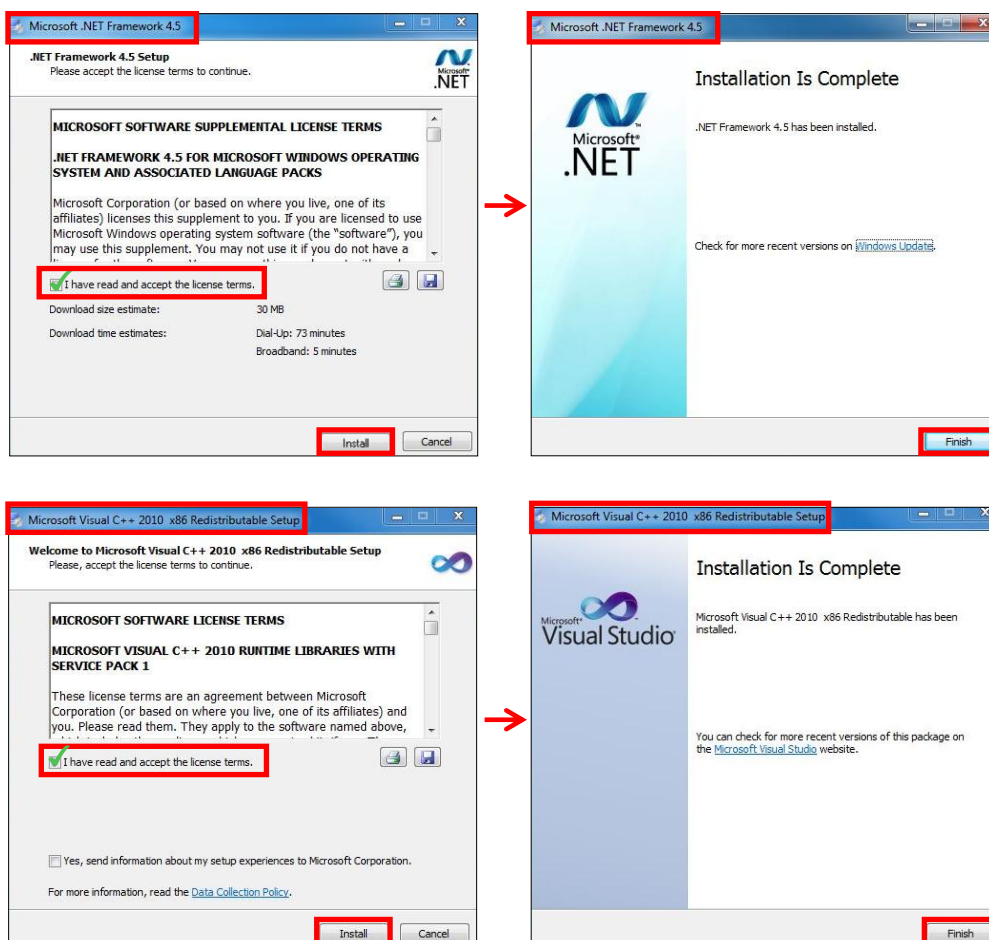 Microsoft .NET Framework 4.5
.NET Framework 4.5 Setup
Please accept the license terms to continue.
Microsoft®
.NET
MICROSOFT SOFTWARE SUPPLEMENTAL LICENSE TERMS
.NET FRAMEWORK 4.5 FOR MICROSOFT WINDOWS OPERATING
SYSTEM AND ASSOCIATED LANGUAGE PACKS
Microsoft Corporation (or based on where you live, one of its
affiliates) licenses this supplement to you. If you are licensed to use
Microsoft Windows operating system software (the "software"), you
may use this supplement. You may not use it if you do not have a
I have read and accept the license terms.
Download size estimate: 30 MB
Download time estimates: Dial-Up: 73 minutes
Broadband: 5 minutes
Install Cancel
Microsoft .NET Framework 4.5
Microsoft®
.NET
Installation Is Complete
.NET Framework 4.5 has been installed.
Check for more recent versions on Windows Update.
Finish
Microsoft Visual C++ 2010 x86 Redistributable Setup
Welcome to Microsoft Visual C++ 2010 x86 Redistributable Setup
Please, accept the license terms to continue.
MICROSOFT SOFTWARE LICENSE TERMS
MICROSOFT VISUAL C++ 2010 RUNTIME LIBRARIES WITH
SERVICE PACK 1
These license terms are an agreement between Microsoft
Corporation (or based on where you live, one of its affiliates) and
you. Please read them. They apply to the software named above,
I have read and accept the license terms.
Yes, send information about my setup experiences to Microsoft Corporation.
For more information, read the Data Collection Policy.
Install Cancel
Microsoft Visual C++ 2010 x86 Redistributable Setup
Microsoft®
Visual Studio®
Installation Is Complete
Microsoft Visual C++ 2010 x86 Redistributable has been
installed.
You can check for more recent versions of this package on
the Microsoft Visual Studio website.
Finish